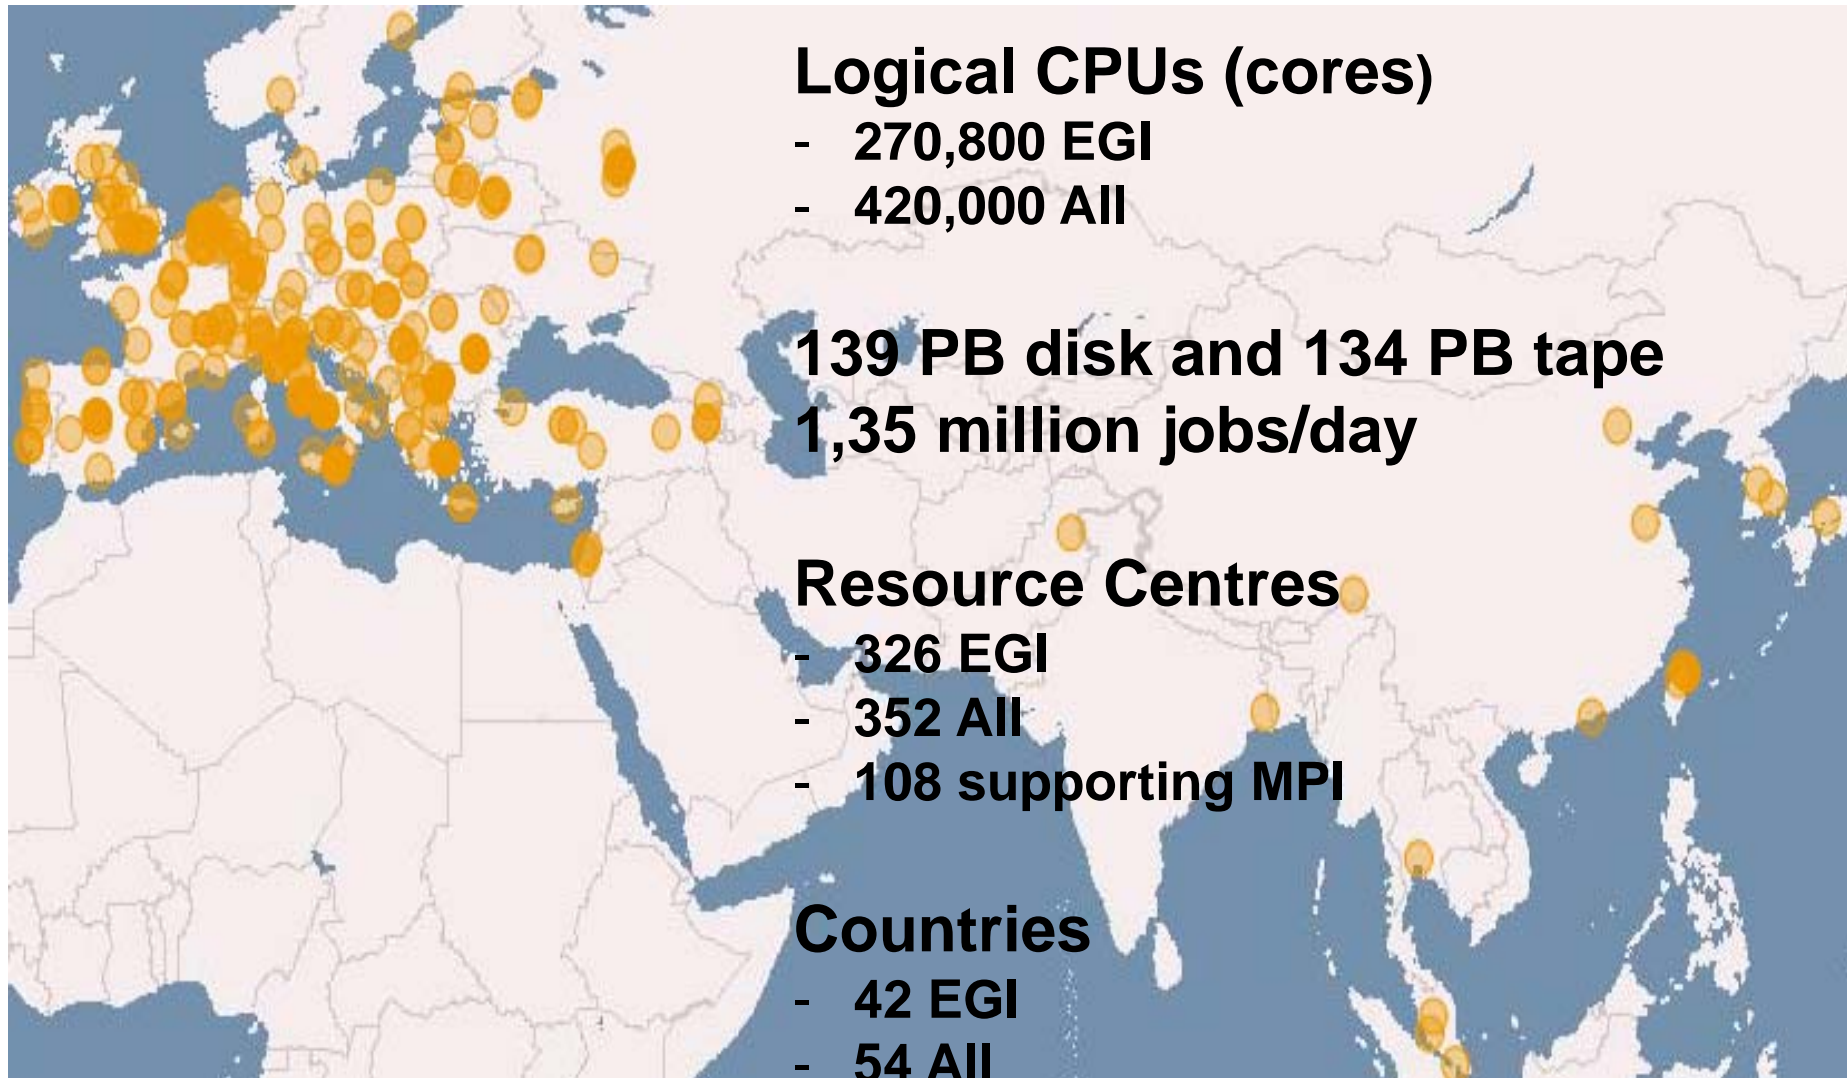 Logical CPUs (cores)
- 270,800 EGI
- 420,000 All
139 PB disk and 134 PB tape
1,35 million jobs/day
Resource Centres
- 326 EGI
- 352 All
- 108 supporting MPI
Countries
- 42 EGI
- 54 All